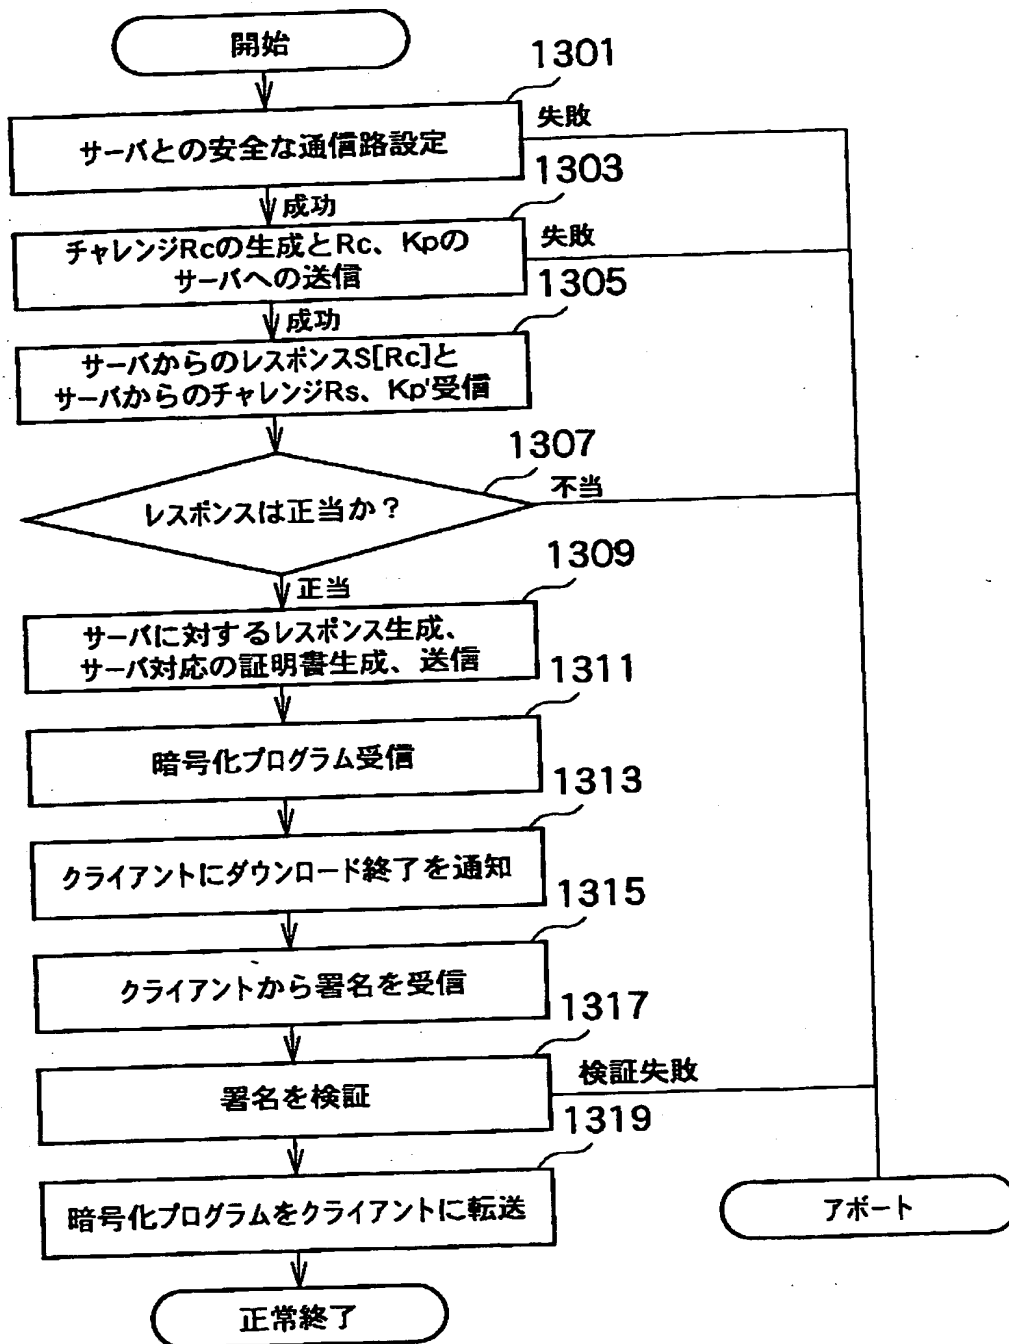 開始
1301
サーバとの安全な通信路設定
失敗
成功
1303
チャレンジRcの生成とRc、Kpの
サーバへの送信
失敗
成功
1305
サーバからのレスポンスS[Rc]と
サーバからのチャレンジRs、Kp'受信
1307
レスポンスは正当か？
不当
正当
1309
サーバに対するレスポンス生成、
サーバ対応の証明書生成、送信
1311
暗号化プログラム受信
1313
クライアントにダウンロード終了を通知
1315
クライアントから署名を受信
1317
署名を検証
検証失敗
1319
暗号化プログラムをクライアントに転送
アボート
正常終了